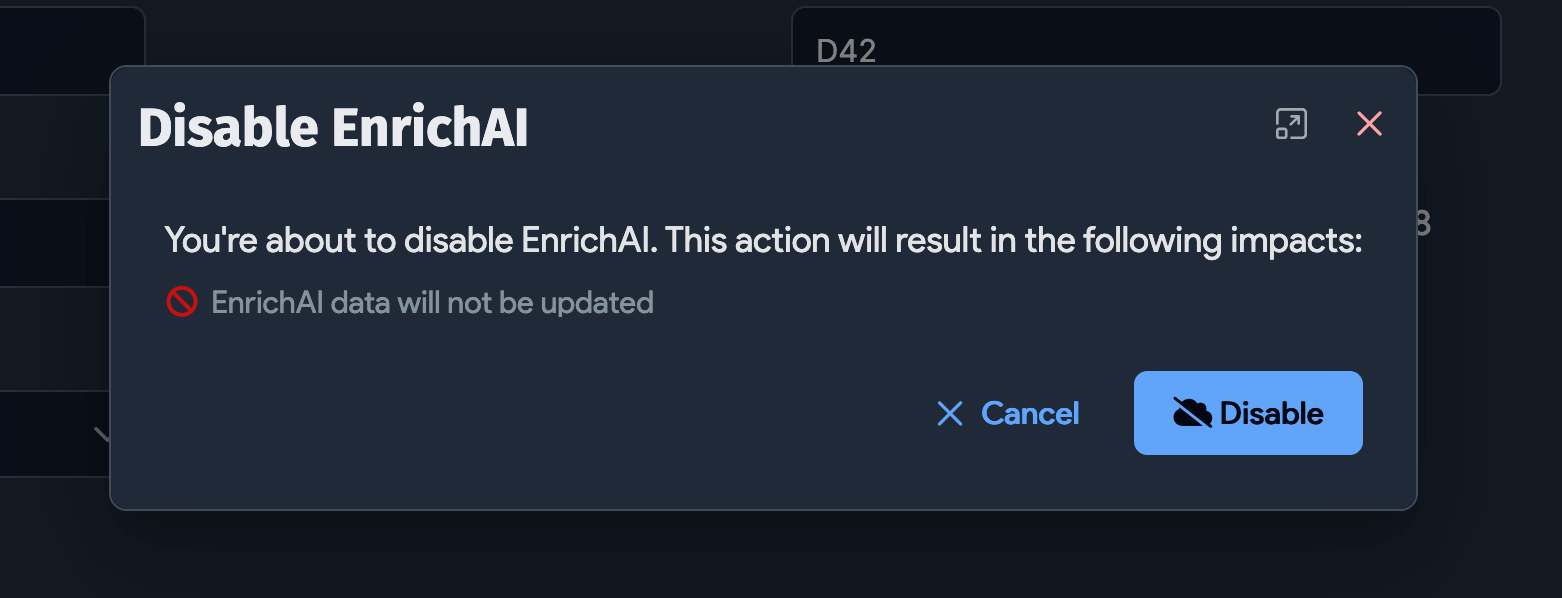 D42
Disable EnrichAI
You're about to disable EnrichAI. This action will result in the following impacts:
EnrichAI data will not be updated
Cancel
Disable